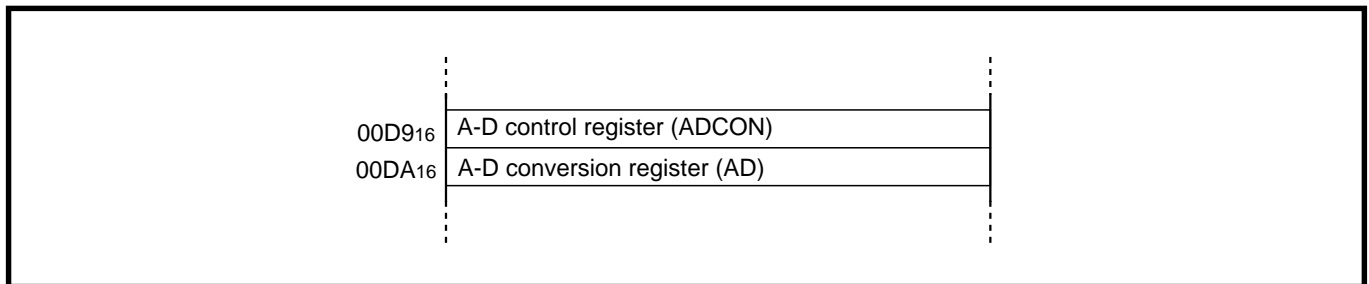 00D916 A-D control register (ADCON)
00DA16 A-D conversion register (AD)